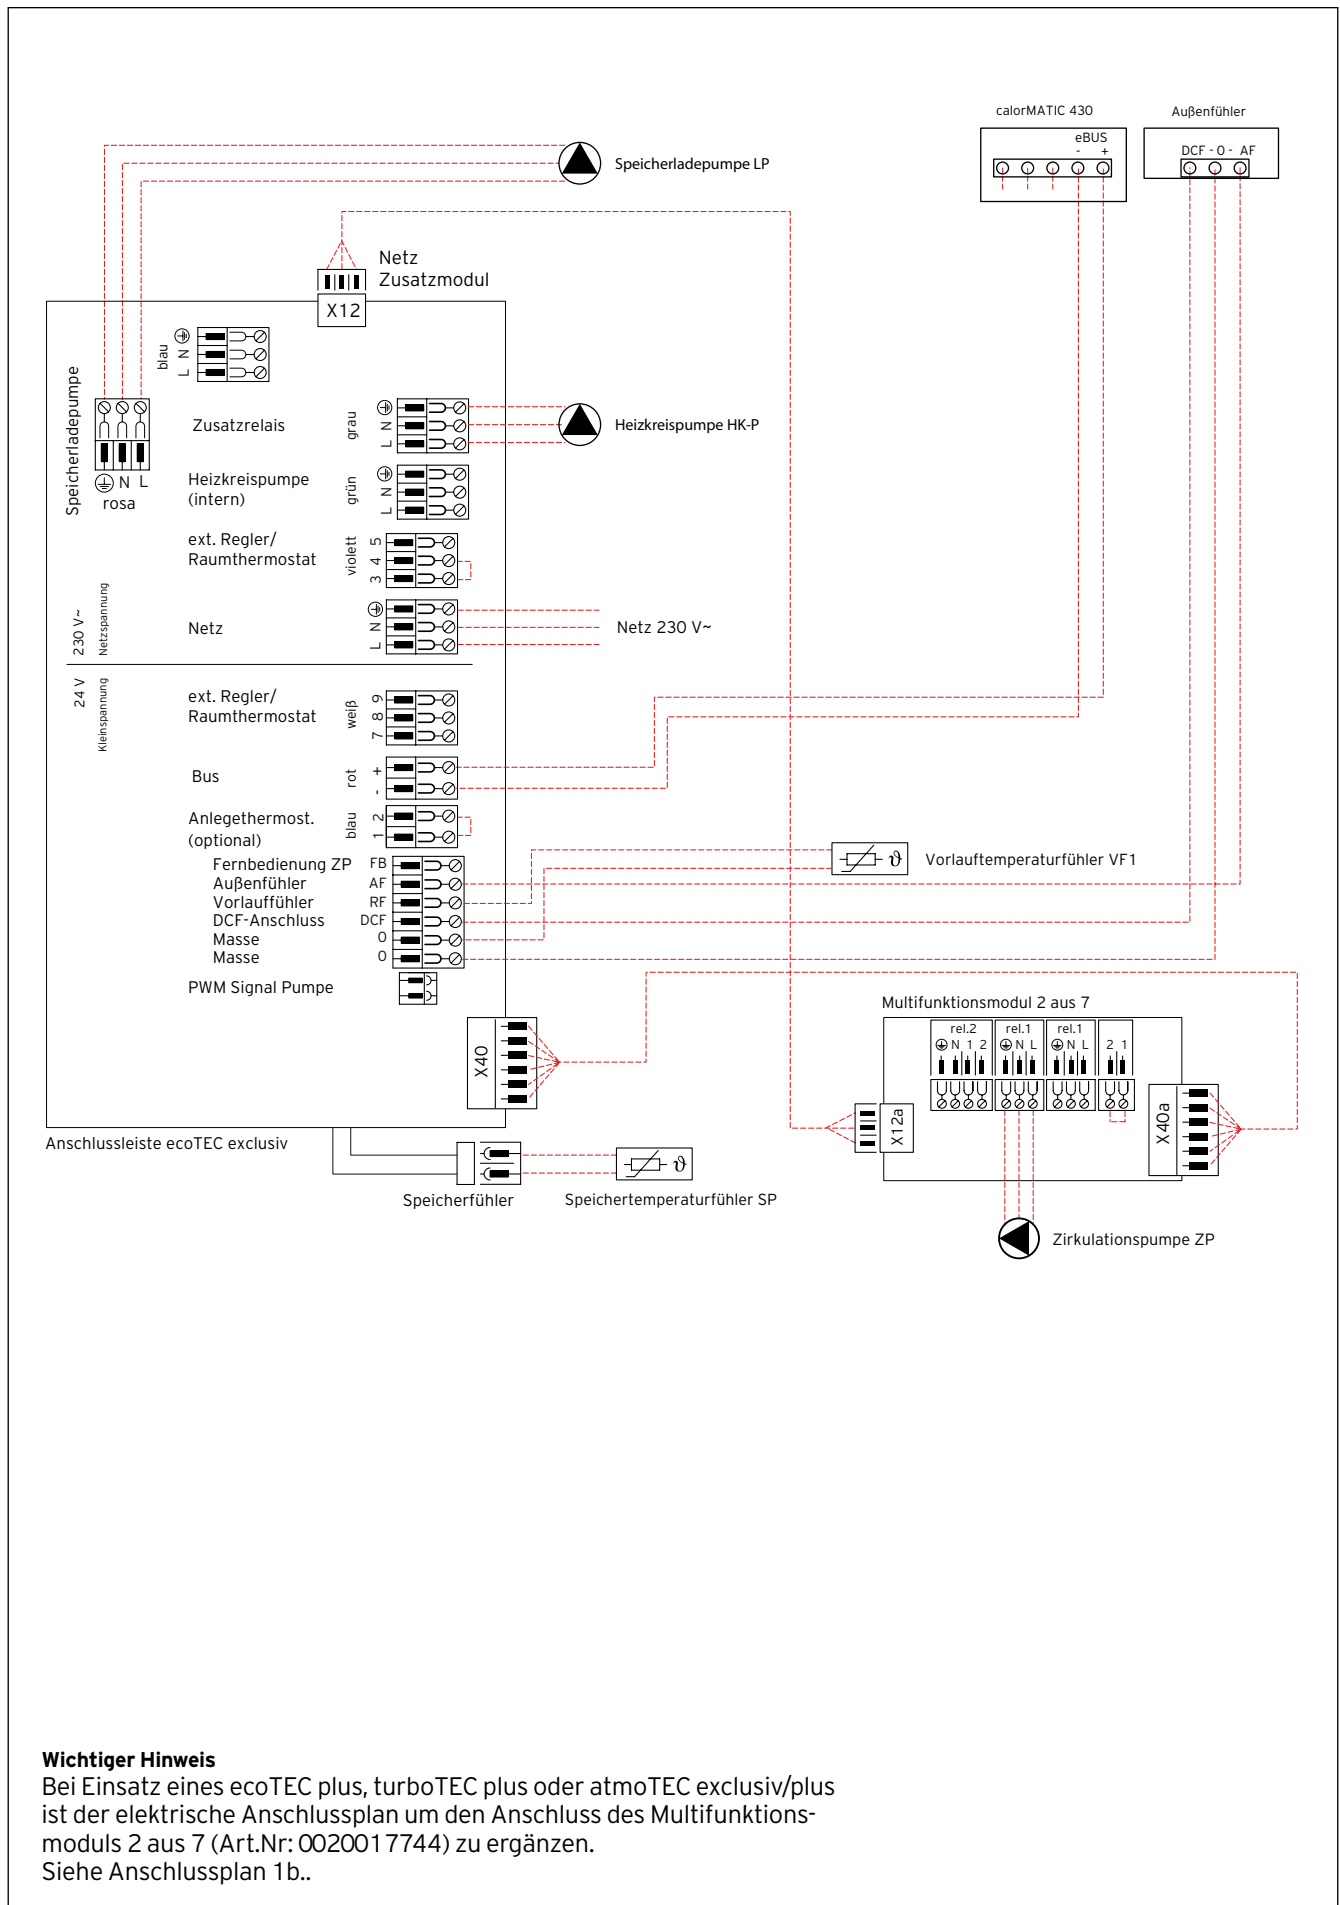 calorMATIC 430
eBUS
- +
Außenfühler
DCF - 0 - AF
Speicherladepumpe LP
Netz
Zusatzmodul
X12
blau
L N
Speicherladepumpe
N L
rosa
Zusatzrelais
grau
L N
Heizkreispumpe HK-P
Heizkreispumpe
(intern)
grün
L N
ext. Regler/
Raumthermostat
violett
3 4 5
230 V~
Netzspannung
Netz
L N
Netz 230 V~
24 V
Kleinspannung
ext. Regler/
Raumthermostat
weiß
7 8 9
Bus
rot
- +
Anlegethermost.
(optional)
blau
1 2
Fernbedienung ZP FB
Außenfühler AF
Vorlauffühler RF
DCF-Anschluss DCF
Masse 0
Masse 0
Vorlauftemperaturfühler VF1
ϑ
PWM Signal Pumpe
X40
Anschlussleiste ecoTEC exclusiv
Speicherfühler
ϑ
Speichertemperaturfühler SP
Multifunktionsmodul 2 aus 7
rel.2 rel.1 rel.1
N 1 2 N L N L 2 1
X12a
X40a
Zirkulationspumpe ZP
Wichtiger Hinweis
Bei Einsatz eines ecoTEC plus, turboTEC plus oder atmoTEC exclusiv/plus
ist der elektrische Anschlussplan um den Anschluss des Multifunktions-
moduls 2 aus 7 (Art.Nr: 0020017744) zu ergänzen.
Siehe Anschlussplan 1b..